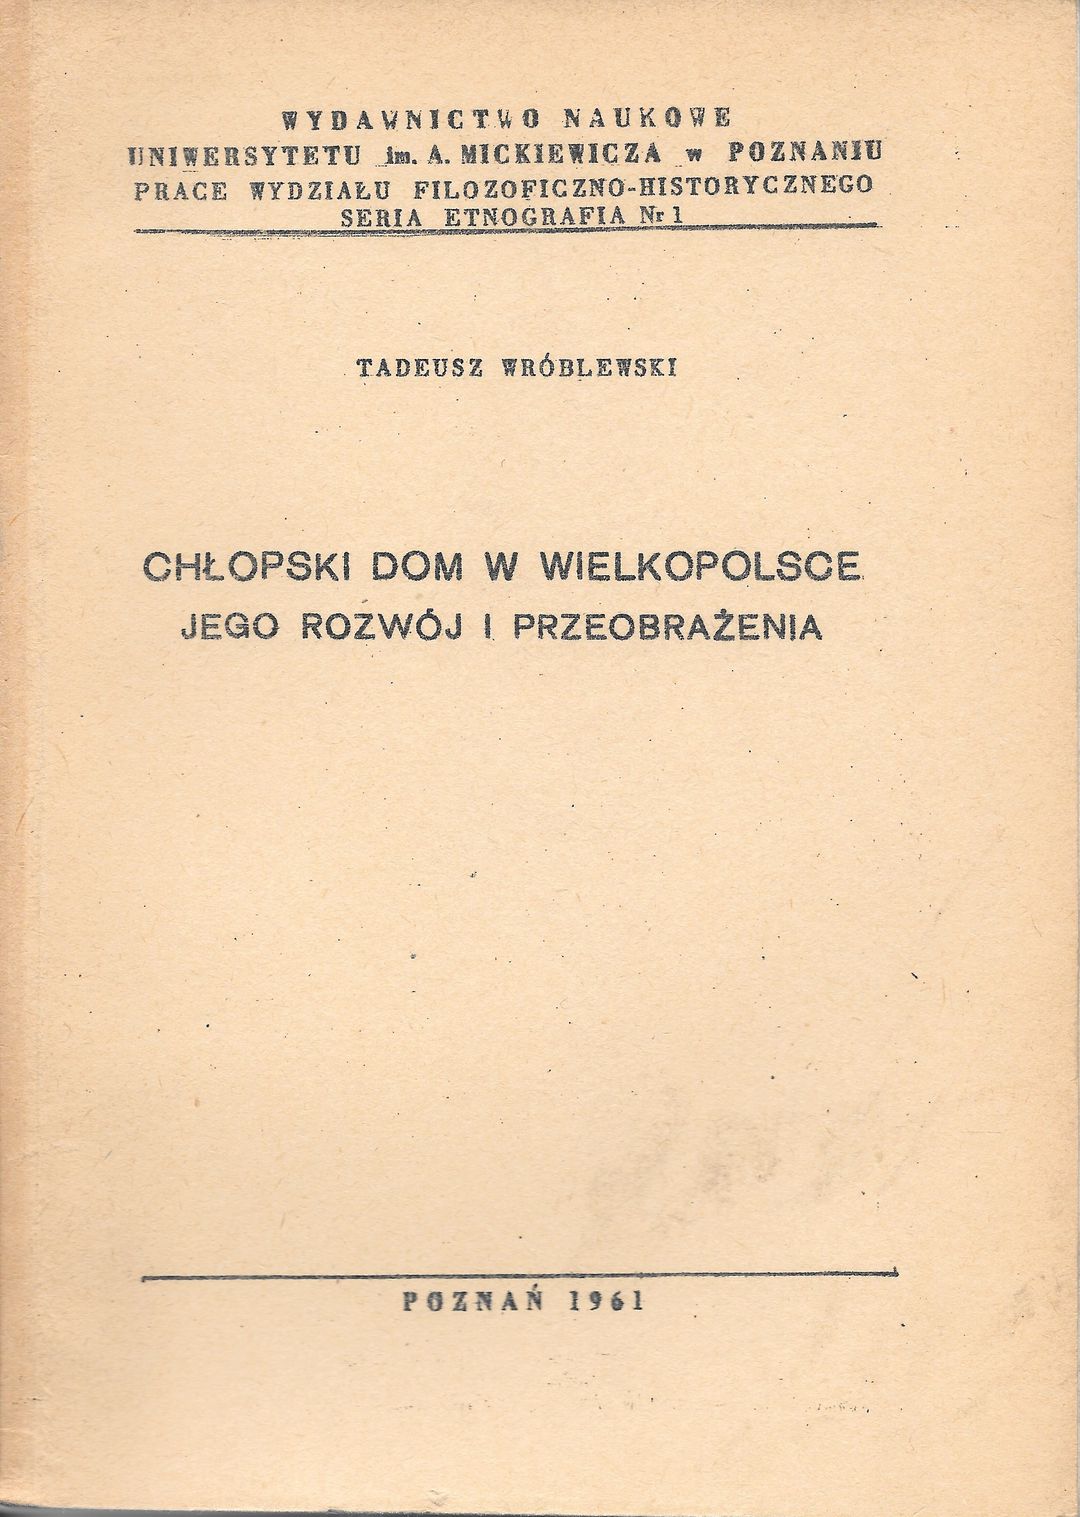 WYDAWNICTWO NAUKOWE
UNIWERSYTETU im. A. MICKIEWICZA w POZNANIU
PRACE WYDZIAŁU FILOZOFICZNO-HISTORYCZNEGO
SERIA ETNOGRAFIA Nr 1
TADEUSZ WRÓBLEWSKI
CHŁOPSKI DOM W WIELKOPOLSCE
JEGO ROZWÓJ I PRZEOBRAŻENIA
POZNAŃ 1961